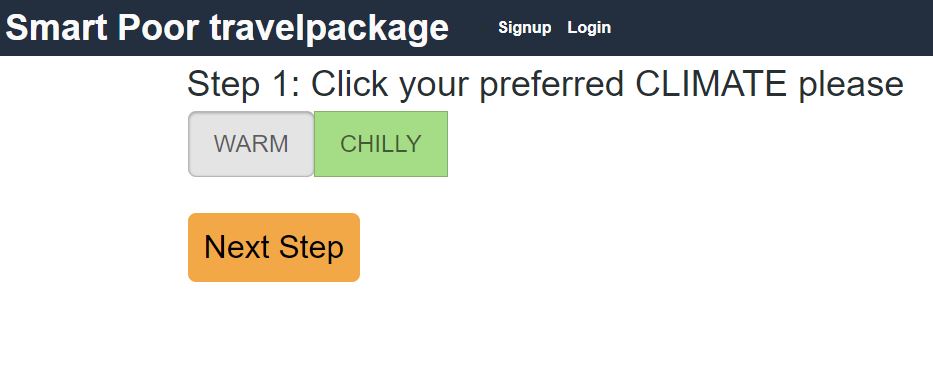 Smart Poor travelpackage Signup Login
Step 1: Click your preferred CLIMATE please
WARM CHILLY
Next Step